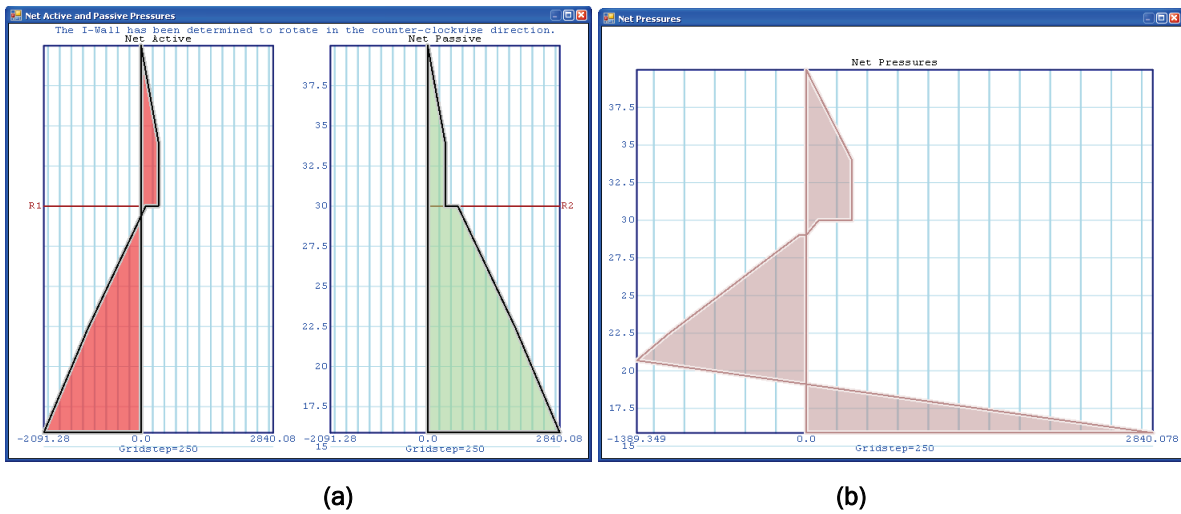 Net Active and Passive Pressures
The I-Wall has been determined to rotate in the counter-clockwise direction.
Net Active
Net Passive
37.5
35
32.5
30
27.5
25
22.5
20
17.5
15
R1
R2
-2091.28
0.0
2840.08
-2091.28
0.0
2840.08
15
Gridstep=250
Gridstep=250
(a)
Net Pressures
Net Pressures
37.5
35
32.5
30
27.5
25
22.5
20
17.5
-1389.349
0.0
2840.078
15
Gridstep=250
(b)